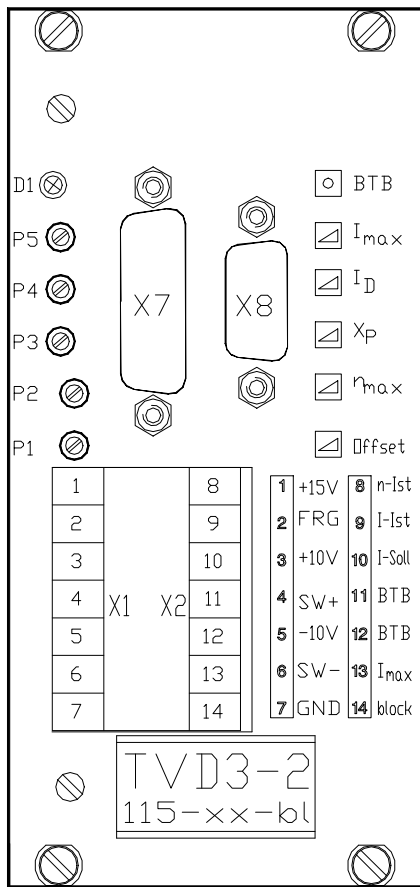 D1 BTB
P5 Imax
P4 ID
P3 XP
P2 nmax
P1 Offset
X7 X8
1 8 1 +15V 8 n-Ist
2 9 2 FRG 9 I-Ist
3 10 3 +10V 10 I-Soll
4 X1 X2 11 4 SW+ 11 BTB
5 12 5 -10V 12 BTB
6 13 6 SW- 13 Imax
7 14 7 GND 14 block
TVD3-2
115-xx-bl